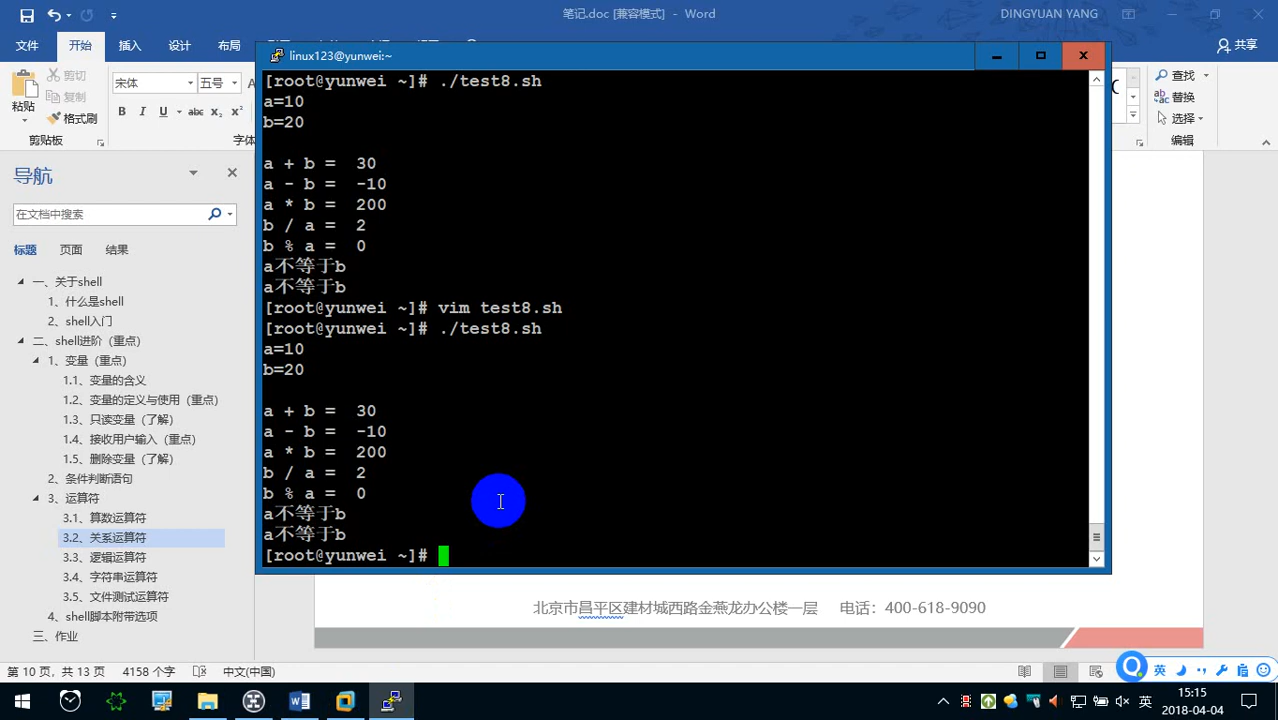 笔记.doc [兼容模式] - Word
DINGYUAN YANG
文件 开始 插入 设计 布局
共享
linux123@yunwei:~
粘贴
剪切
复制
格式刷
剪贴板
宋体 五号
B I U abc X₂ X²
字体
查找
替换
选择
编辑
导航
在文档中搜索
标题 页面 结果
一、关于shell
1、什么是shell
2、shell入门
二、shell进阶（重点）
1、变量（重点）
1.1、变量的含义
1.2、变量的定义与使用（重点）
1.3、只读变量（了解）
1.4、接收用户输入（重点）
1.5、删除变量（了解）
2、条件判断语句
3、运算符
3.1、算数运算符
3.2、关系运算符
3.3、逻辑运算符
3.4、字符串运算符
3.5、文件测试运算符
4、shell脚本附带选项
三、作业
[root@yunwei ~]# ./test8.sh
a=10
b=20
a + b =  30
a - b =  -10
a * b =  200
b / a =  2
b % a =  0
a不等于b
a不等于b
[root@yunwei ~]# vim test8.sh
[root@yunwei ~]# ./test8.sh
a=10
b=20
a + b =  30
a - b =  -10
a * b =  200
b / a =  2
b % a =  0
a不等于b
a不等于b
[root@yunwei ~]#
北京市昌平区建材城西路金燕龙办公楼一层 电话：400-618-9090
第 10 页，共 13 页 4158 个字 中文(中国)
英
英
15:15
2018-04-04